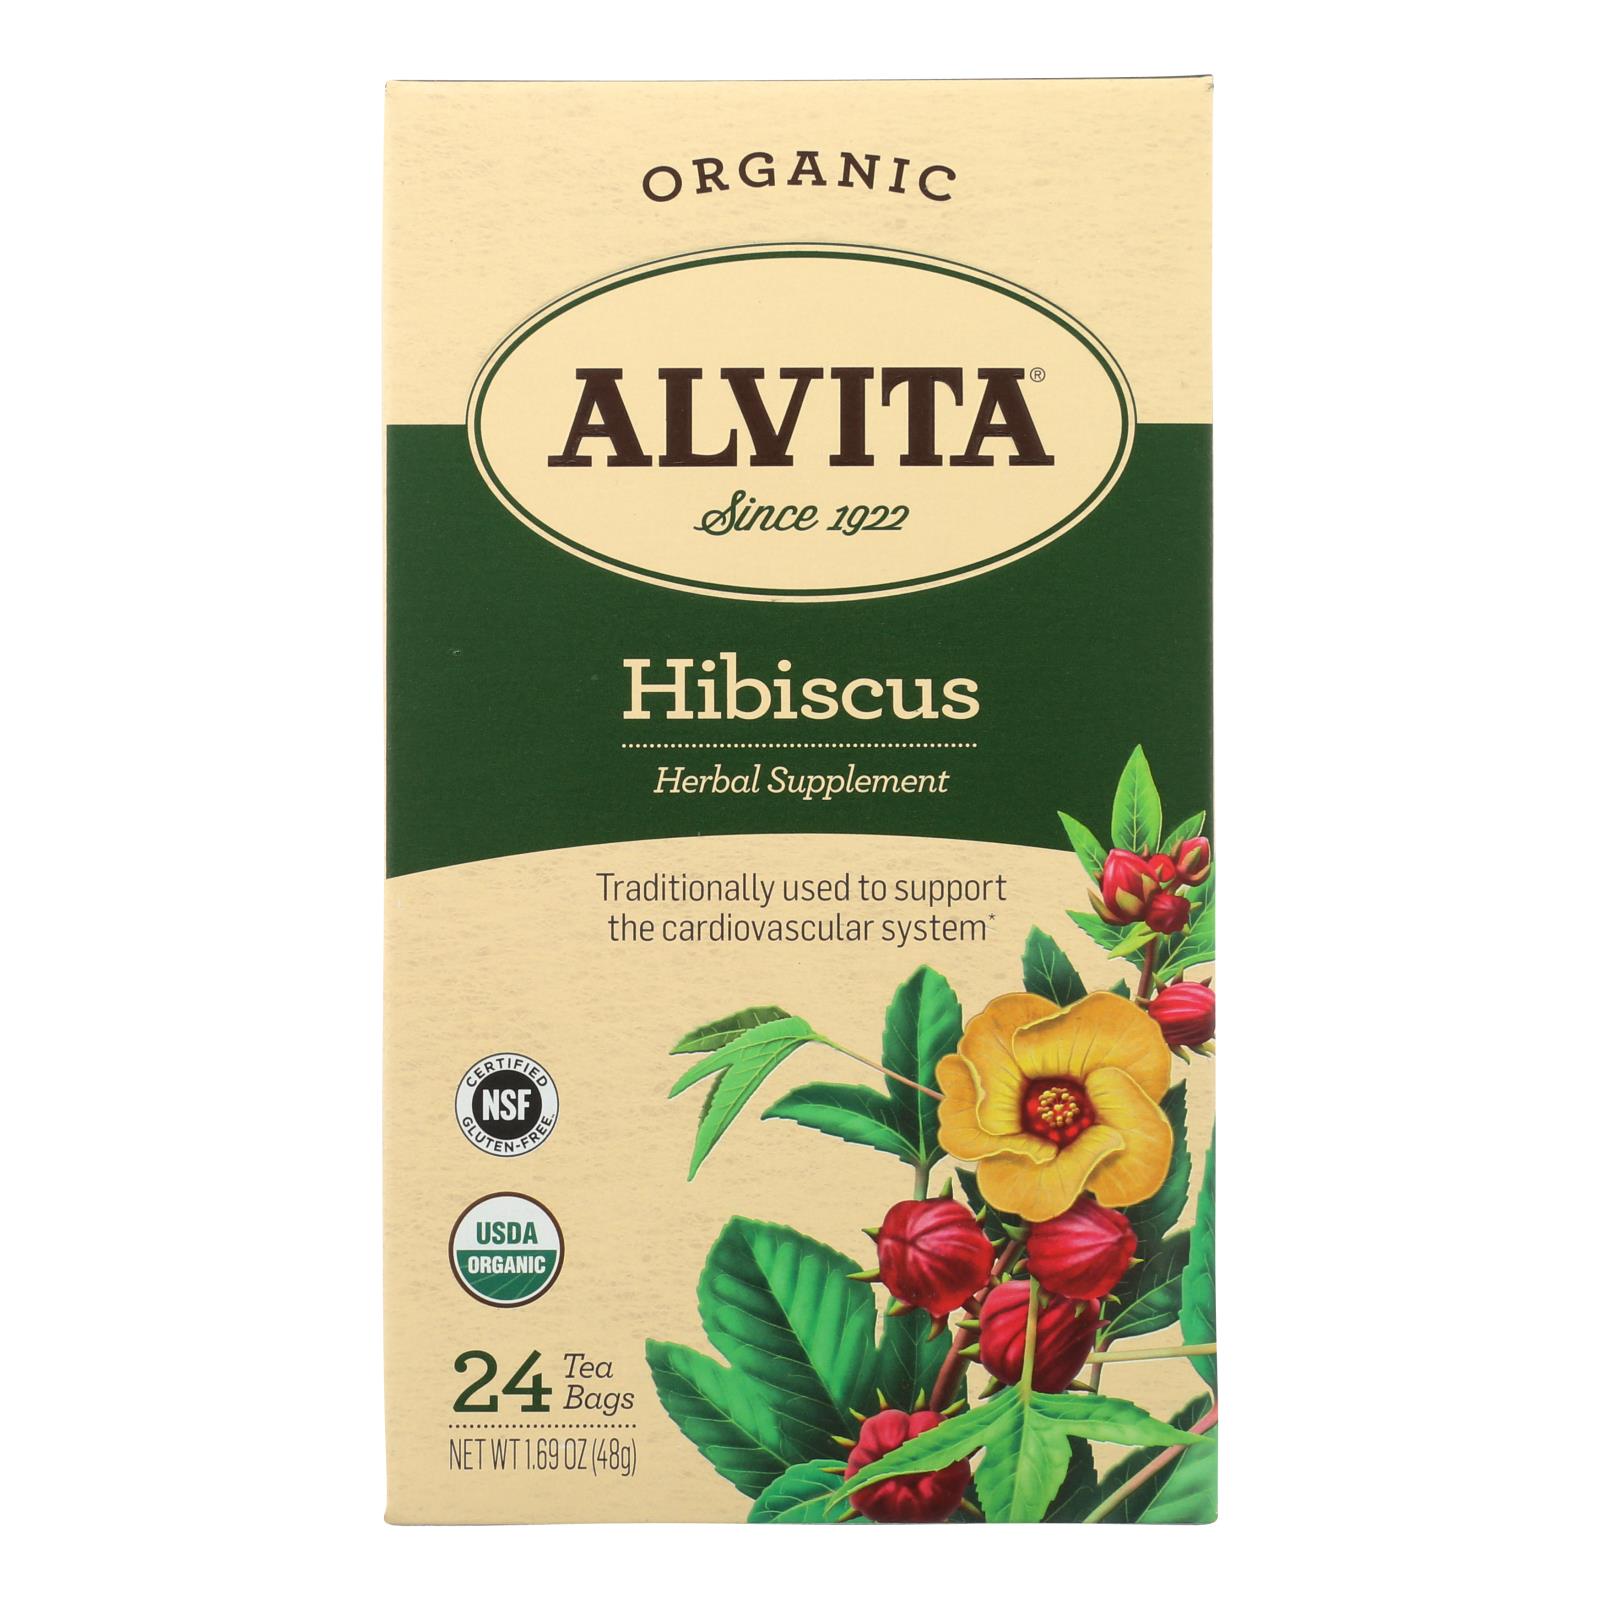 ORGANIC
ALVITA®
Since 1922
Hibiscus
Herbal Supplement
Traditionally used to support
the cardiovascular system*
CERTIFIED
NSF
GLUTEN-FREE™
USDA
ORGANIC
24 Tea
Bags
NET WT 1.69 OZ (48g)